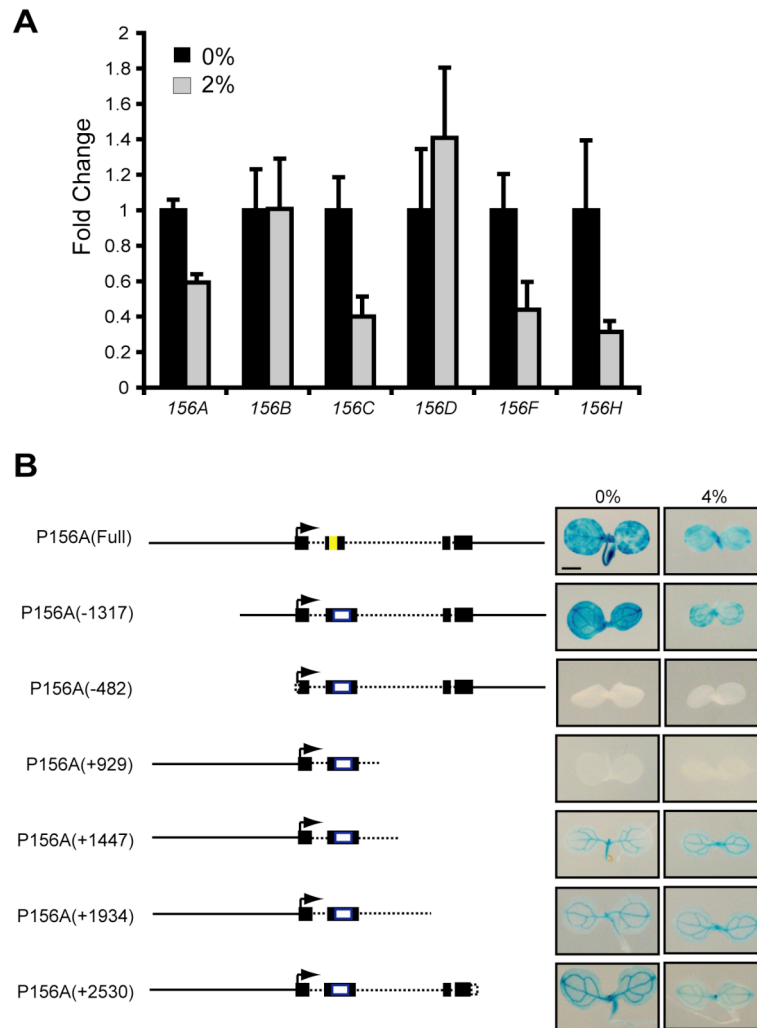 A
2
1.8
1.6
1.4
1.2
1
0.8
0.6
0.4
0.2
0
Fold Change
0%
2%
156A 156B 156C 156D 156F 156H
B
0% 4%
P156A(Full)
P156A(-1317)
P156A(-482)
P156A(+929)
P156A(+1447)
P156A(+1934)
P156A(+2530)